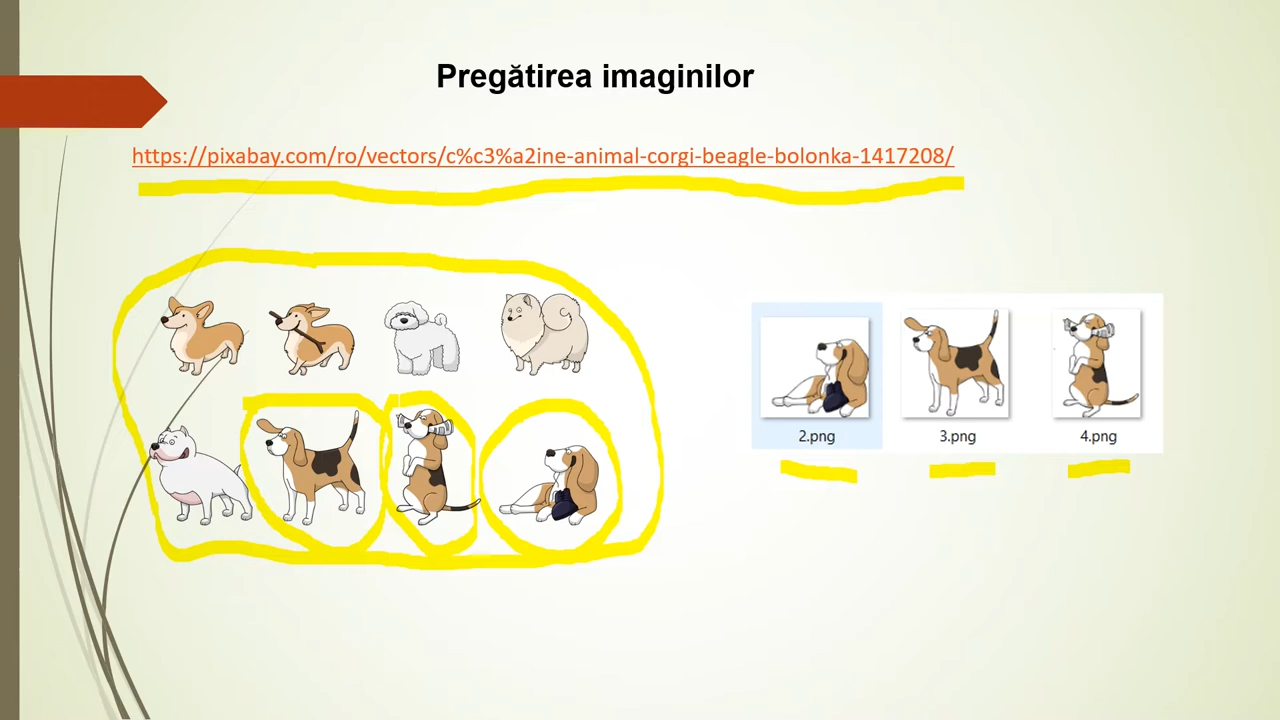 Pregătirea imaginilor
https://pixabay.com/ro/vectors/c%c3%a2ine-animal-corgi-beagle-bolonka-1417208/
2.png
3.png
4.png